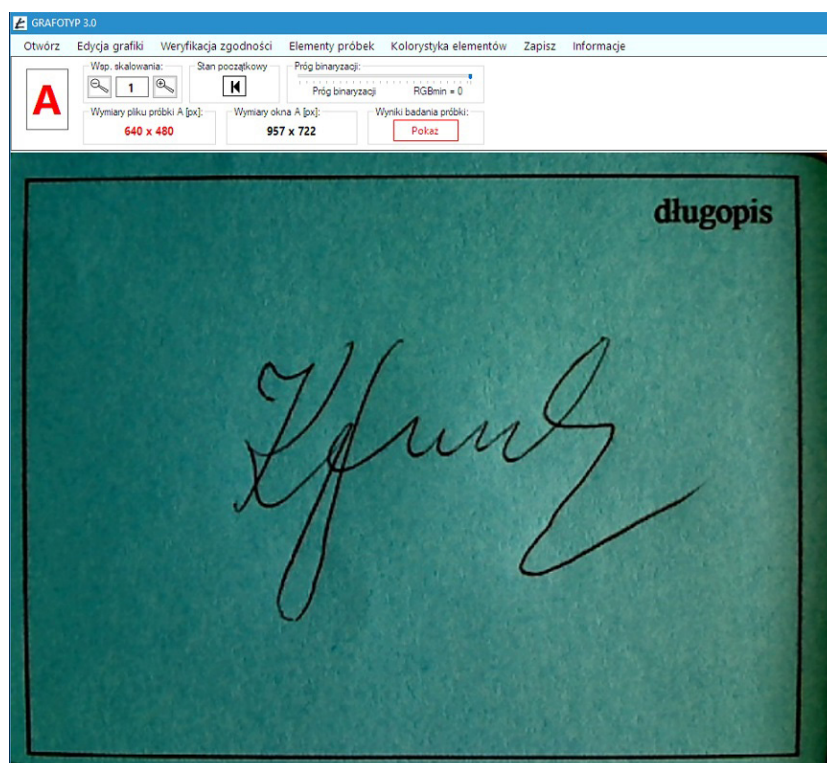 GRAFOTYP 3.0
Otwórz Edycja grafiki Weryfikacja zgodności Elementy próbek Kolorystyka elementów Zapisz Informacje
Wsp. skalowania: Stan początkowy Próg binaryzacji:
1
Próg binaryzacji RGBmin = 0
A
Wymiary pliku próbki A [px]: Wymiary okna A [px]: Wyniki badania próbki:
640 x 480 957 x 722 Pokaż
długopis